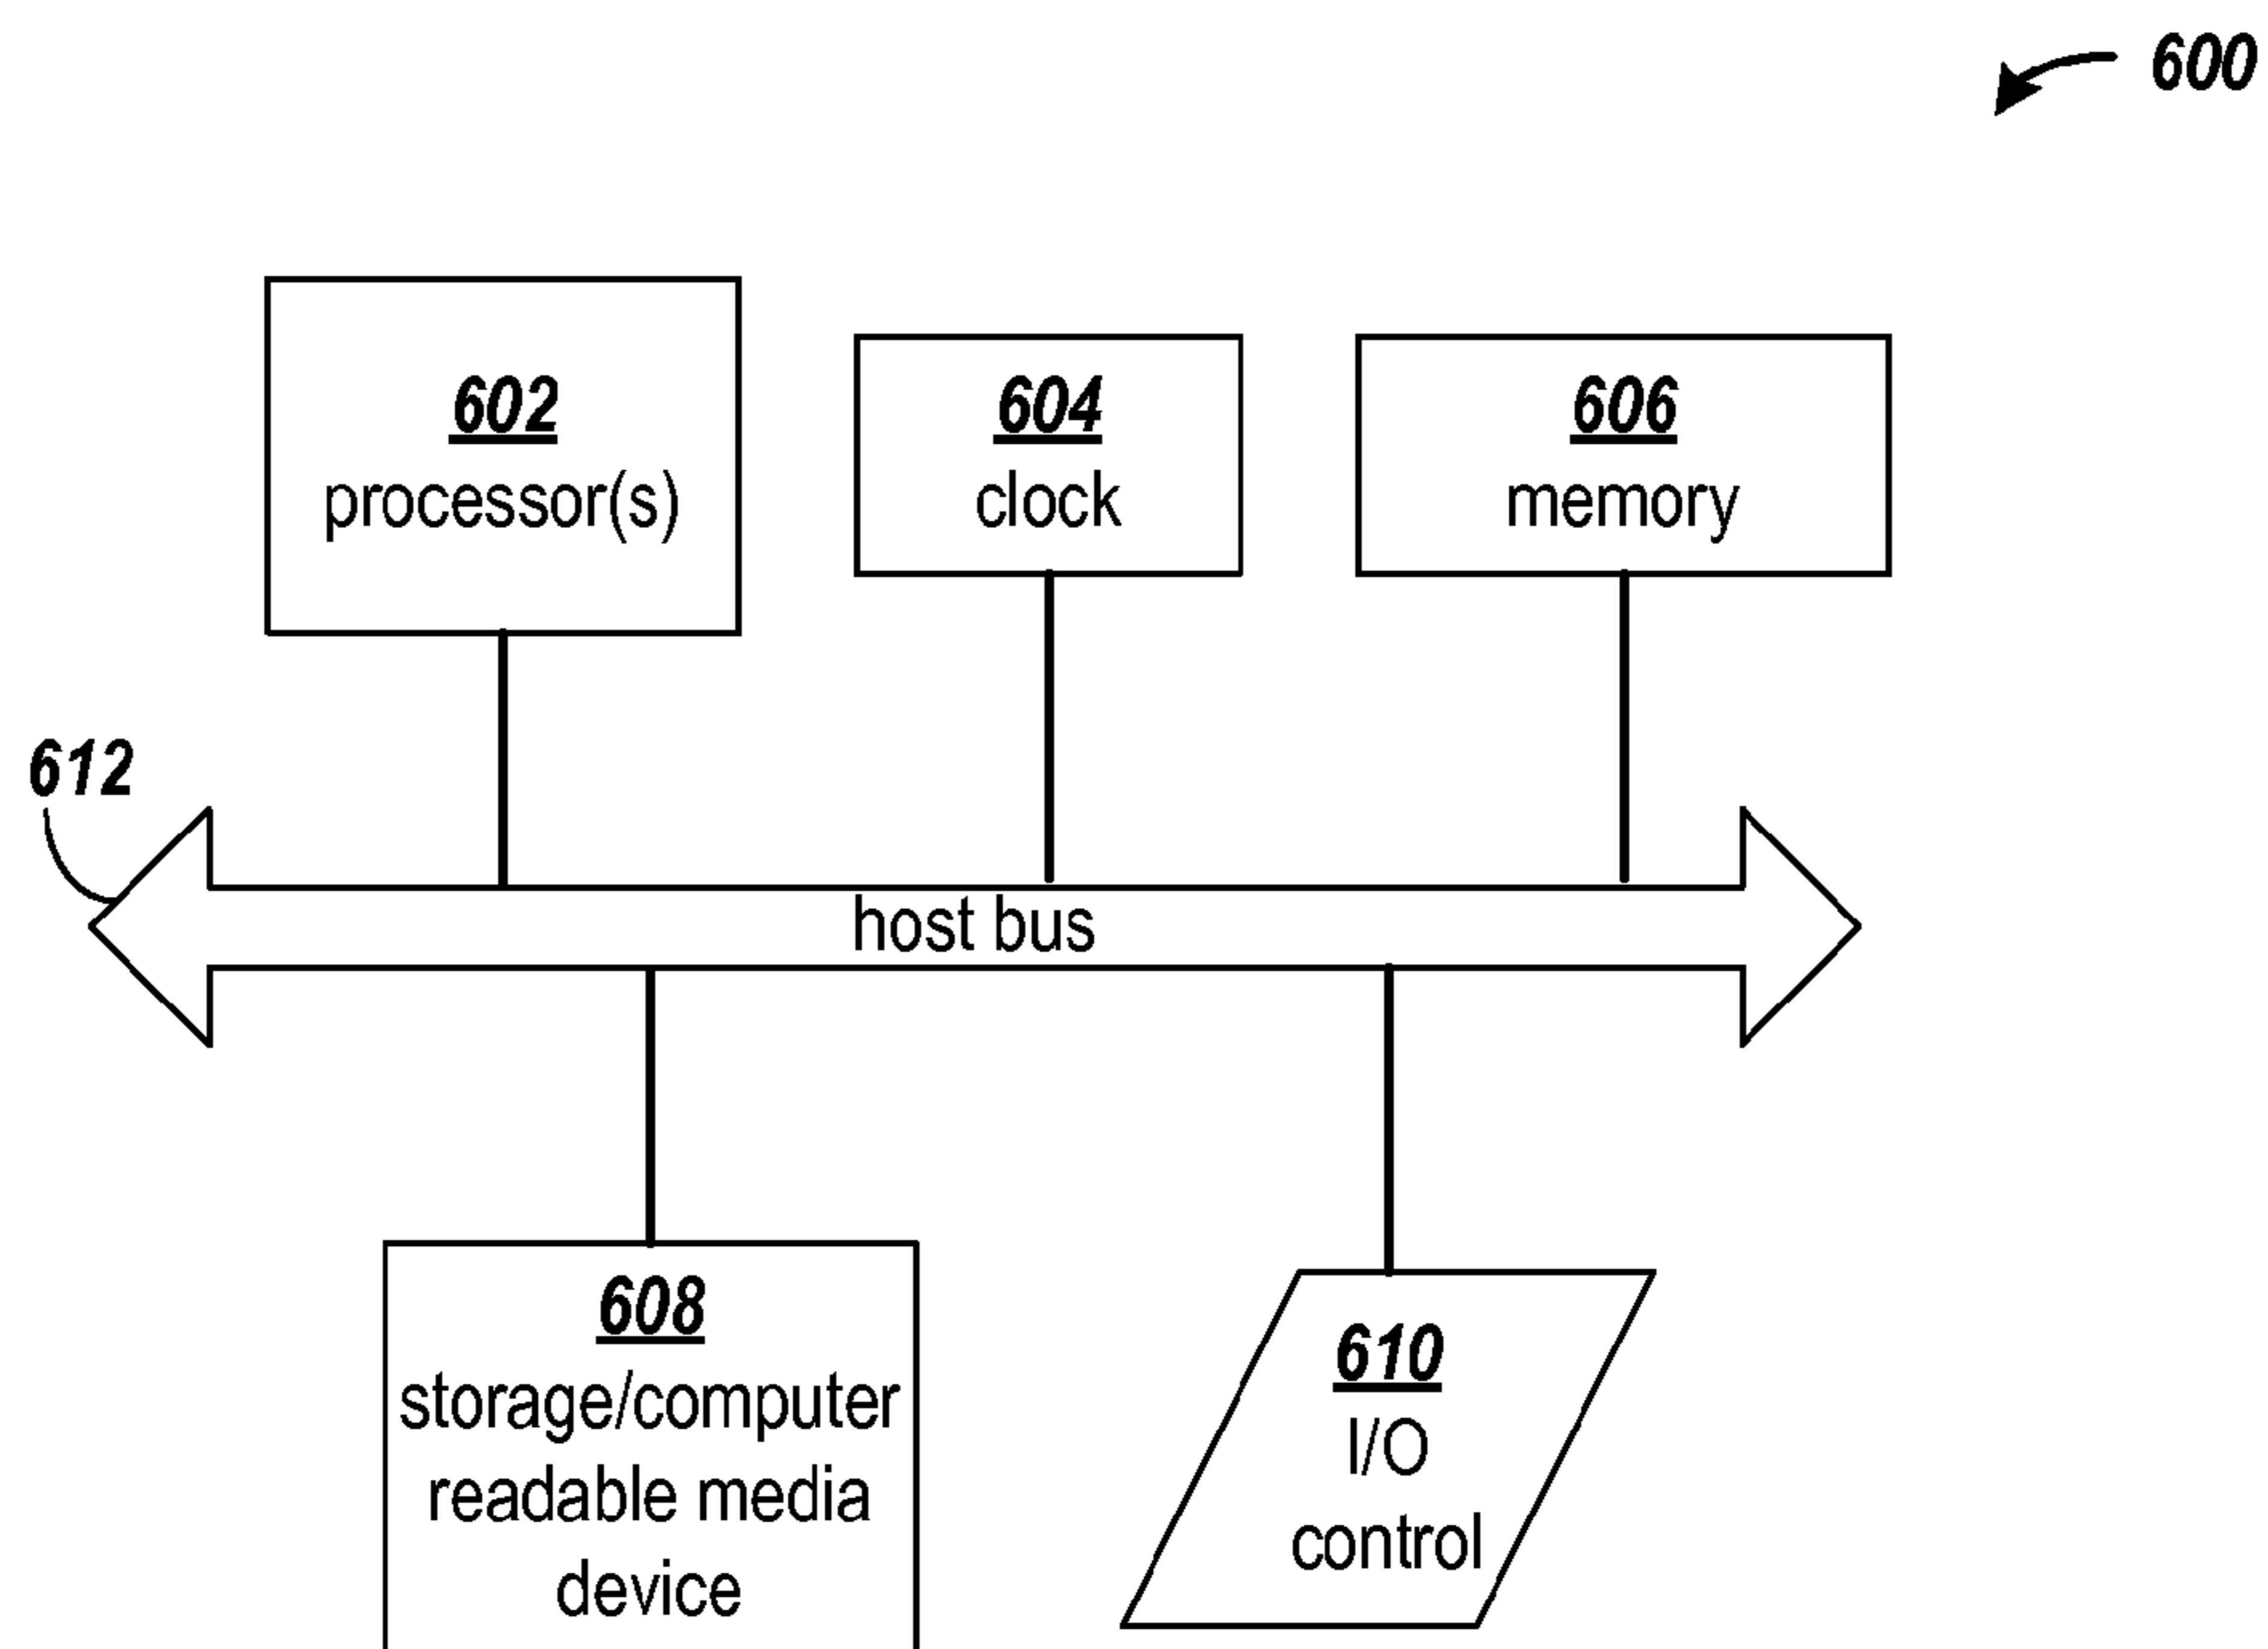 600
602
processor(s)
604
clock
606
memory
612
host bus
608
storage/computer
readable media
device
610
I/O
control